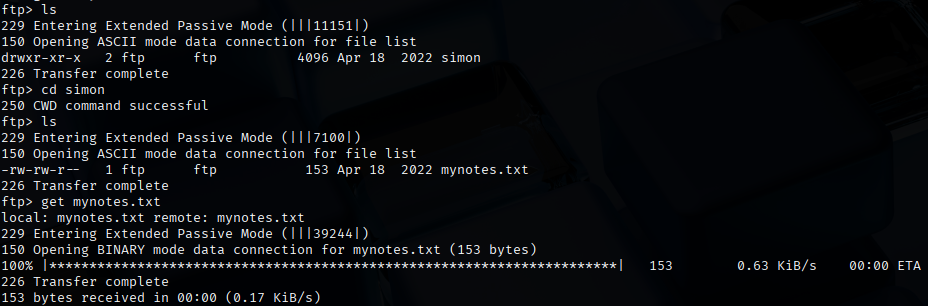 ftp> ls
229 Entering Extended Passive Mode (|||11151|)
150 Opening ASCII mode data connection for file list
drwxr-xr-x   2 ftp      ftp          4096 Apr 18  2022 simon
226 Transfer complete
ftp> cd simon
250 CWD command successful
ftp> ls
229 Entering Extended Passive Mode (|||7100|)
150 Opening ASCII mode data connection for file list
-rw-rw-r--   1 ftp      ftp           153 Apr 18  2022 mynotes.txt
226 Transfer complete
ftp> get mynotes.txt
local: mynotes.txt remote: mynotes.txt
229 Entering Extended Passive Mode (|||39244|)
150 Opening BINARY mode data connection for mynotes.txt (153 bytes)
100% |***********************************************************************|   153        0.63 KiB/s    00:00 ETA
226 Transfer complete
153 bytes received in 00:00 (0.17 KiB/s)